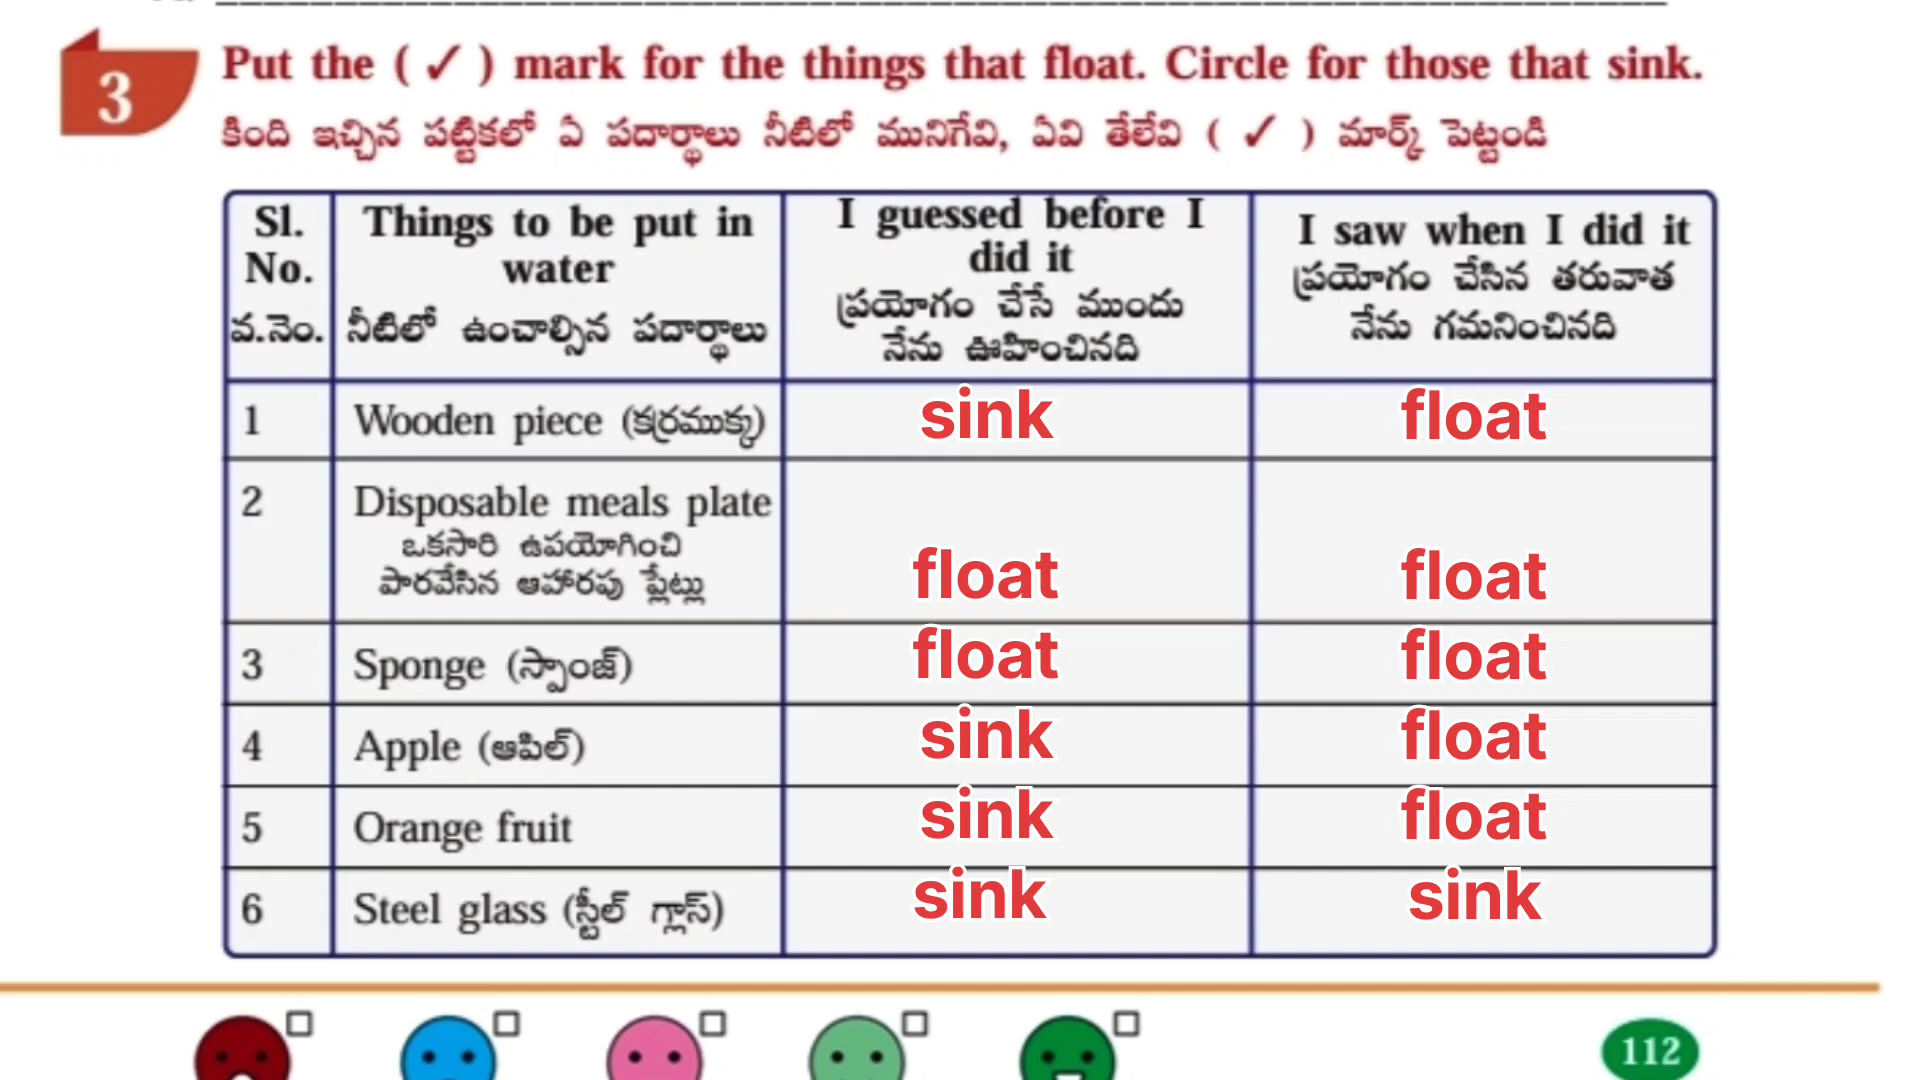 3
Put the ( ✓ ) mark for the things that float. Circle for those that sink.
కింది ఇచ్చిన పట్టికలో ఏ పదార్థాలు నీటిలో మునిగేవి, ఏవి తేలేవి ( ✓ ) మార్క్ పెట్టండి
Sl. No. వ.నెం.
Things to be put in water
నీటిలో ఉంచాల్సిన పదార్థాలు
I guessed before I did it
ప్రయోగం చేసే ముందు
నేను ఊహించినది
I saw when I did it
ప్రయోగం చేసిన తరువాత
నేను గమనించినది
1 Wooden piece (కర్రముక్క) sink float
2 Disposable meals plate
ఒకసారి ఉపయోగించి
పారవేసిన ఆహారపు ప్లేట్లు float float
3 Sponge (స్పాంజ్) float float
4 Apple (ఆపిల్) sink float
5 Orange fruit sink float
6 Steel glass (స్టీల్ గ్లాస్) sink sink
112